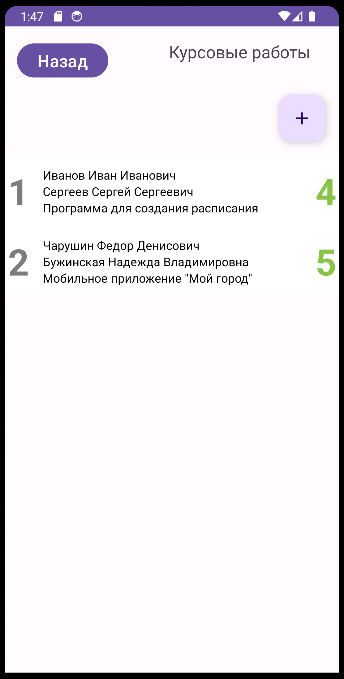 1:47
Назад
Курсовые работы
+
1
Иванов Иван Иванович
Сергеев Сергей Сергеевич
Программа для создания расписания
4
2
Чарушин Федор Денисович
Бужинская Надежда Владимировна
Мобильное приложение "Мой город"
5